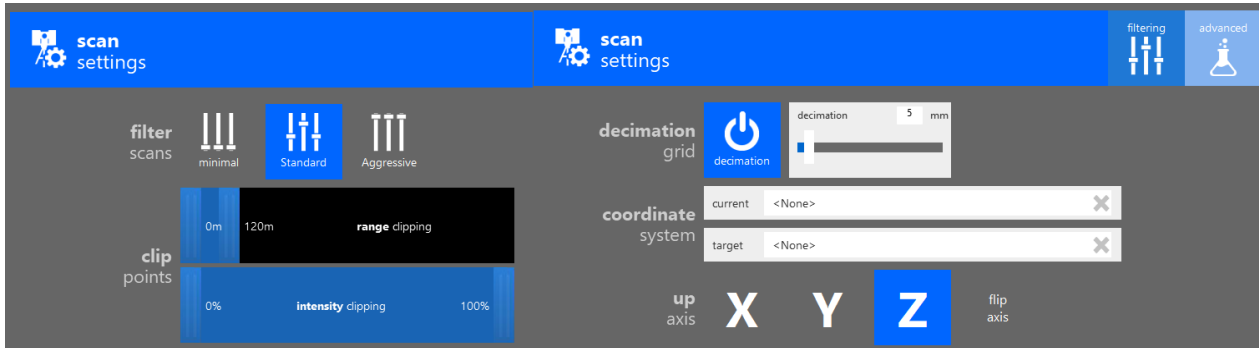 scan
settings
filter
scans
minimal
Standard
Aggressive
clip
points
0m
120m
range clipping
0%
intensity clipping
100%
scan
settings
filtering
advanced
decimation
grid
decimation
decimation 5 mm
coordinate
system
current <None>
target <None>
up
axis
X Y Z
flip
axis